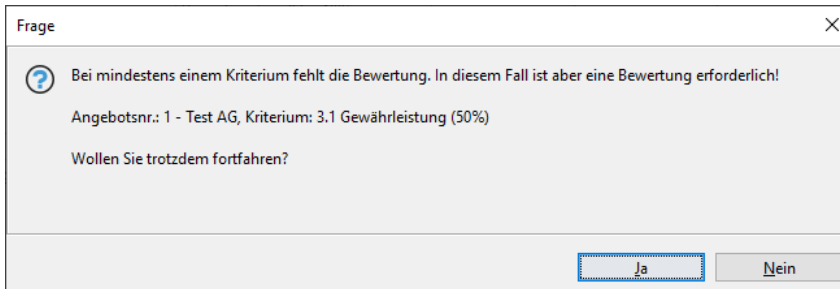 Frage
Bei mindestens einem Kriterium fehlt die Bewertung. In diesem Fall ist aber eine Bewertung erforderlich!
Angebotsnr.: 1 - Test AG, Kriterium: 3.1 Gewährleistung (50%)
Wollen Sie trotzdem fortfahren?
Ja
Nein